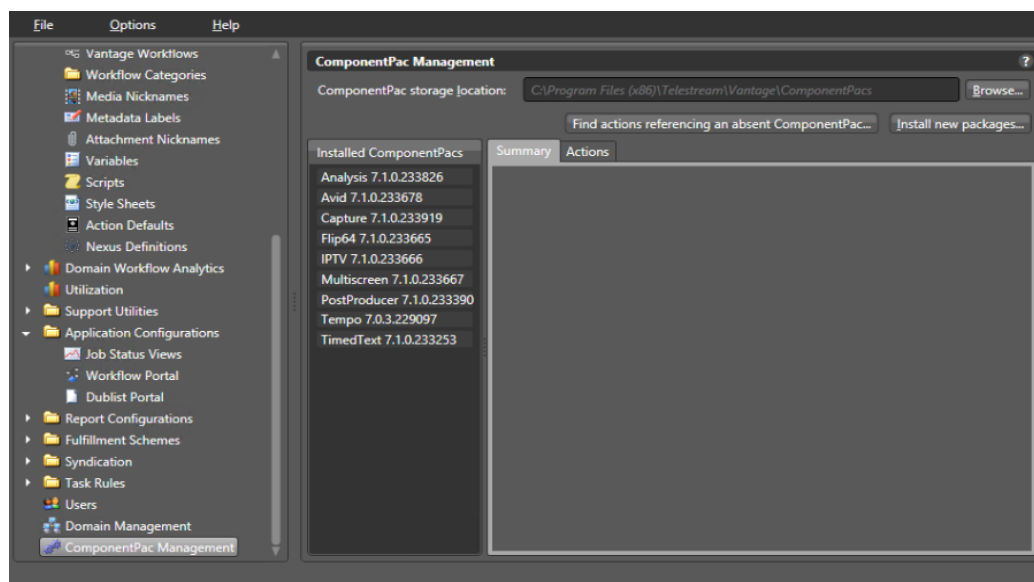 File Options Help
Vantage Workflows
Workflow Categories
Media Nicknames
Metadata Labels
Attachment Nicknames
Variables
Scripts
Style Sheets
Action Defaults
Nexus Definitions
Domain Workflow Analytics
Utilization
Support Utilities
Application Configurations
Job Status Views
Workflow Portal
Dublist Portal
Report Configurations
Fulfillment Schemes
Syndication
Task Rules
Users
Domain Management
ComponentPac Management
ComponentPac Management ?
ComponentPac storage location: C:\Program Files (x86)\Telestream\Vantage\ComponentPacs Browse...
Find actions referencing an absent ComponentPac... Install new packages...
Installed ComponentPacs
Analysis 7.1.0.233826
Avid 7.1.0.233678
Capture 7.1.0.233919
Flip64 7.1.0.233665
IPTV 7.1.0.233666
Multiscreen 7.1.0.233667
PostProducer 7.1.0.233390
Tempo 7.0.3.229097
TimedText 7.1.0.233253
Summary Actions